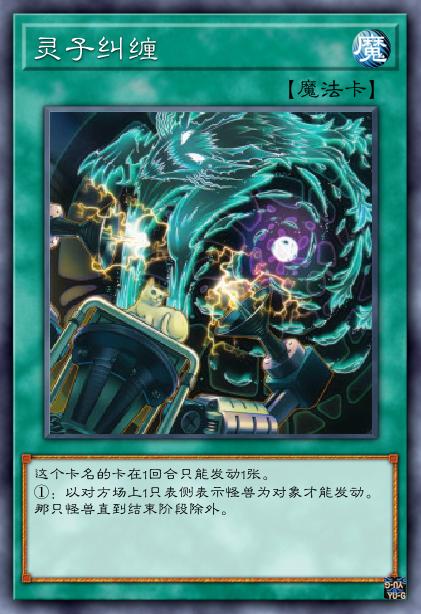 灵子纠缠
魔
【魔法卡】
这个卡名的卡在1回合只能发动1张。
①：以对方场上1只表侧表示怪兽为对象才能发动。
那只怪兽直到结束阶段除外。